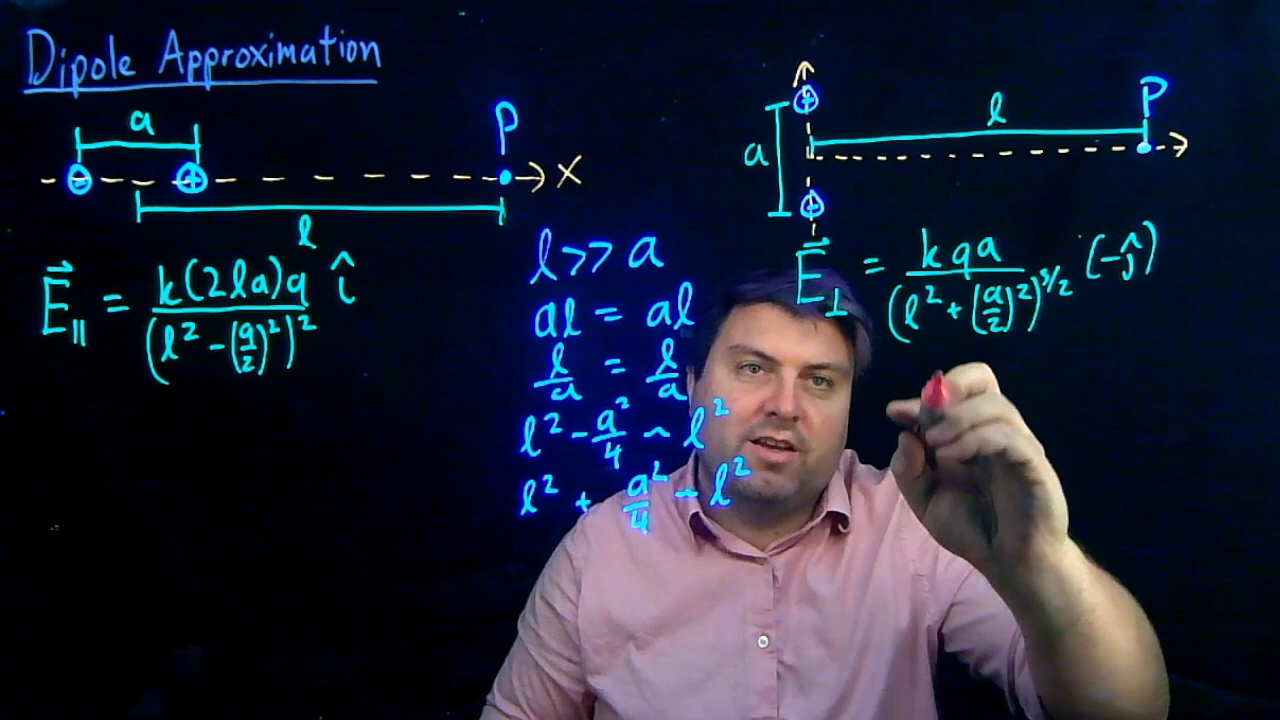 Dipole Approximation
a
P
⊖ ⊕ x
l
E⃗∥ = k(2la)q / (l² - (a/2)²)² î
l >> a
al = al
l/a = l/a
l² - a²/4 ~ l²
l² + a²/4 ~ l²
⊕
l
P
a
⊕
E⃗⊥ = kqa / (l² + (a/2)²)^3/2 (-ĵ)